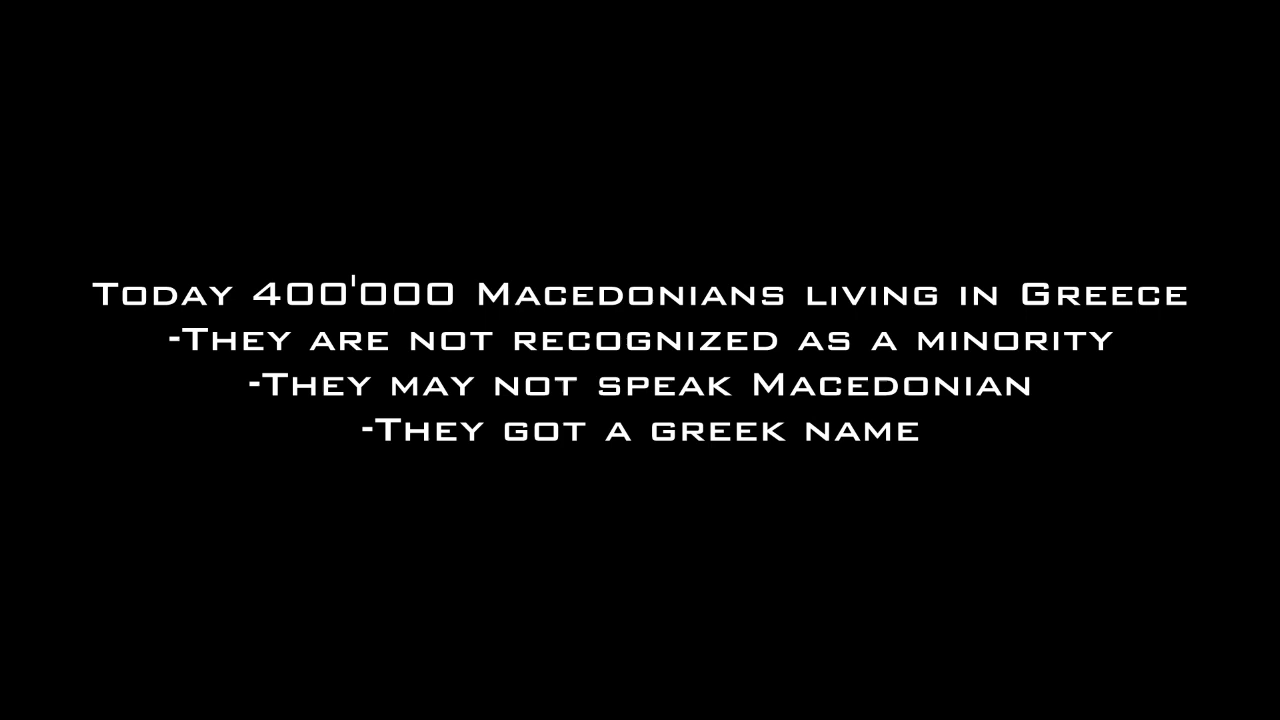 Today 400'000 Macedonians living in Greece
-They are not recognized as a minority
-They may not speak Macedonian
-They got a greek name